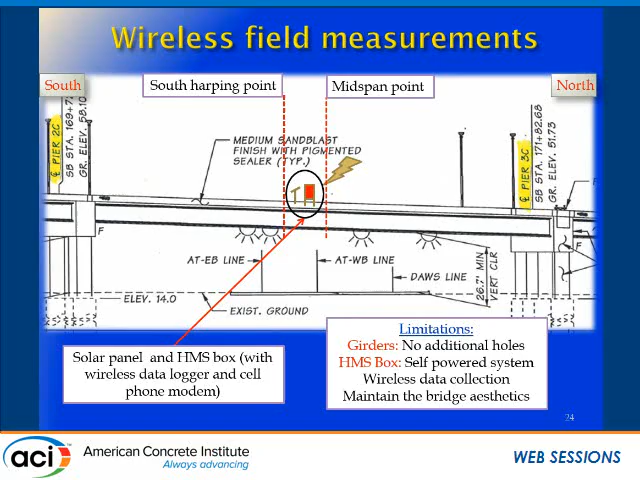 Wireless field measurements
South
South harping point
Midspan point
North
℄ PIER 2C
SB STA. 169+7
GR. ELEV. 58.10
MEDIUM SANDBLAST
FINISH WITH PIGMENTED
SEALER (TYP.)
℄ PIER 3C
SB STA. 171+82.68
GR. ELEV. 51.73
F
F
F
AT-EB LINE
AT-WB LINE
DAWS LINE
26.7' MIN
VERT CLR
ELEV. 14.0
EXIST. GROUND
Solar panel and HMS box (with
wireless data logger and cell
phone modem)
Limitations:
Girders: No additional holes
HMS Box: Self powered system
Wireless data collection
Maintain the bridge aesthetics
24
aci
American Concrete Institute
Always advancing
WEB SESSIONS